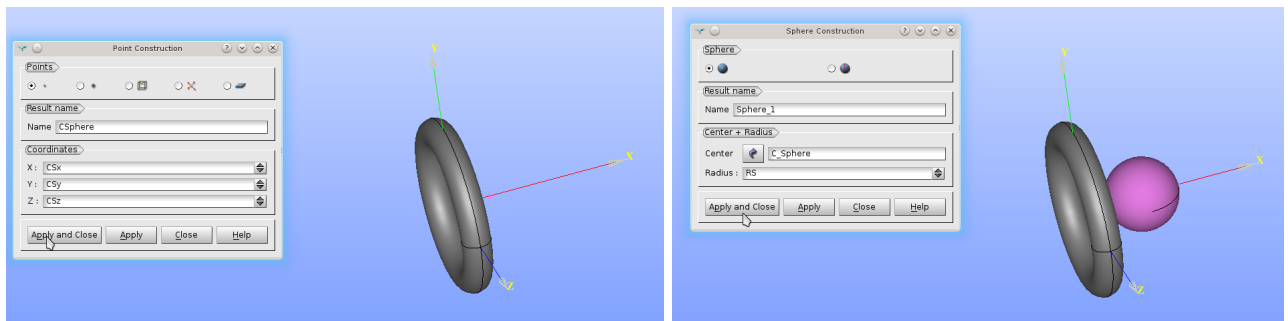 Point Construction
Points
Result name
Name CSphere
Coordinates
X : CSx
Y : CSy
Z : CSz
Apply and Close Apply Close Help
Y
X
Z
Sphere Construction
Sphere
Result name
Name Sphere_1
Center + Radius
Center C_Sphere
Radius : RS
Apply and Close Apply Close Help
Y
X
Z